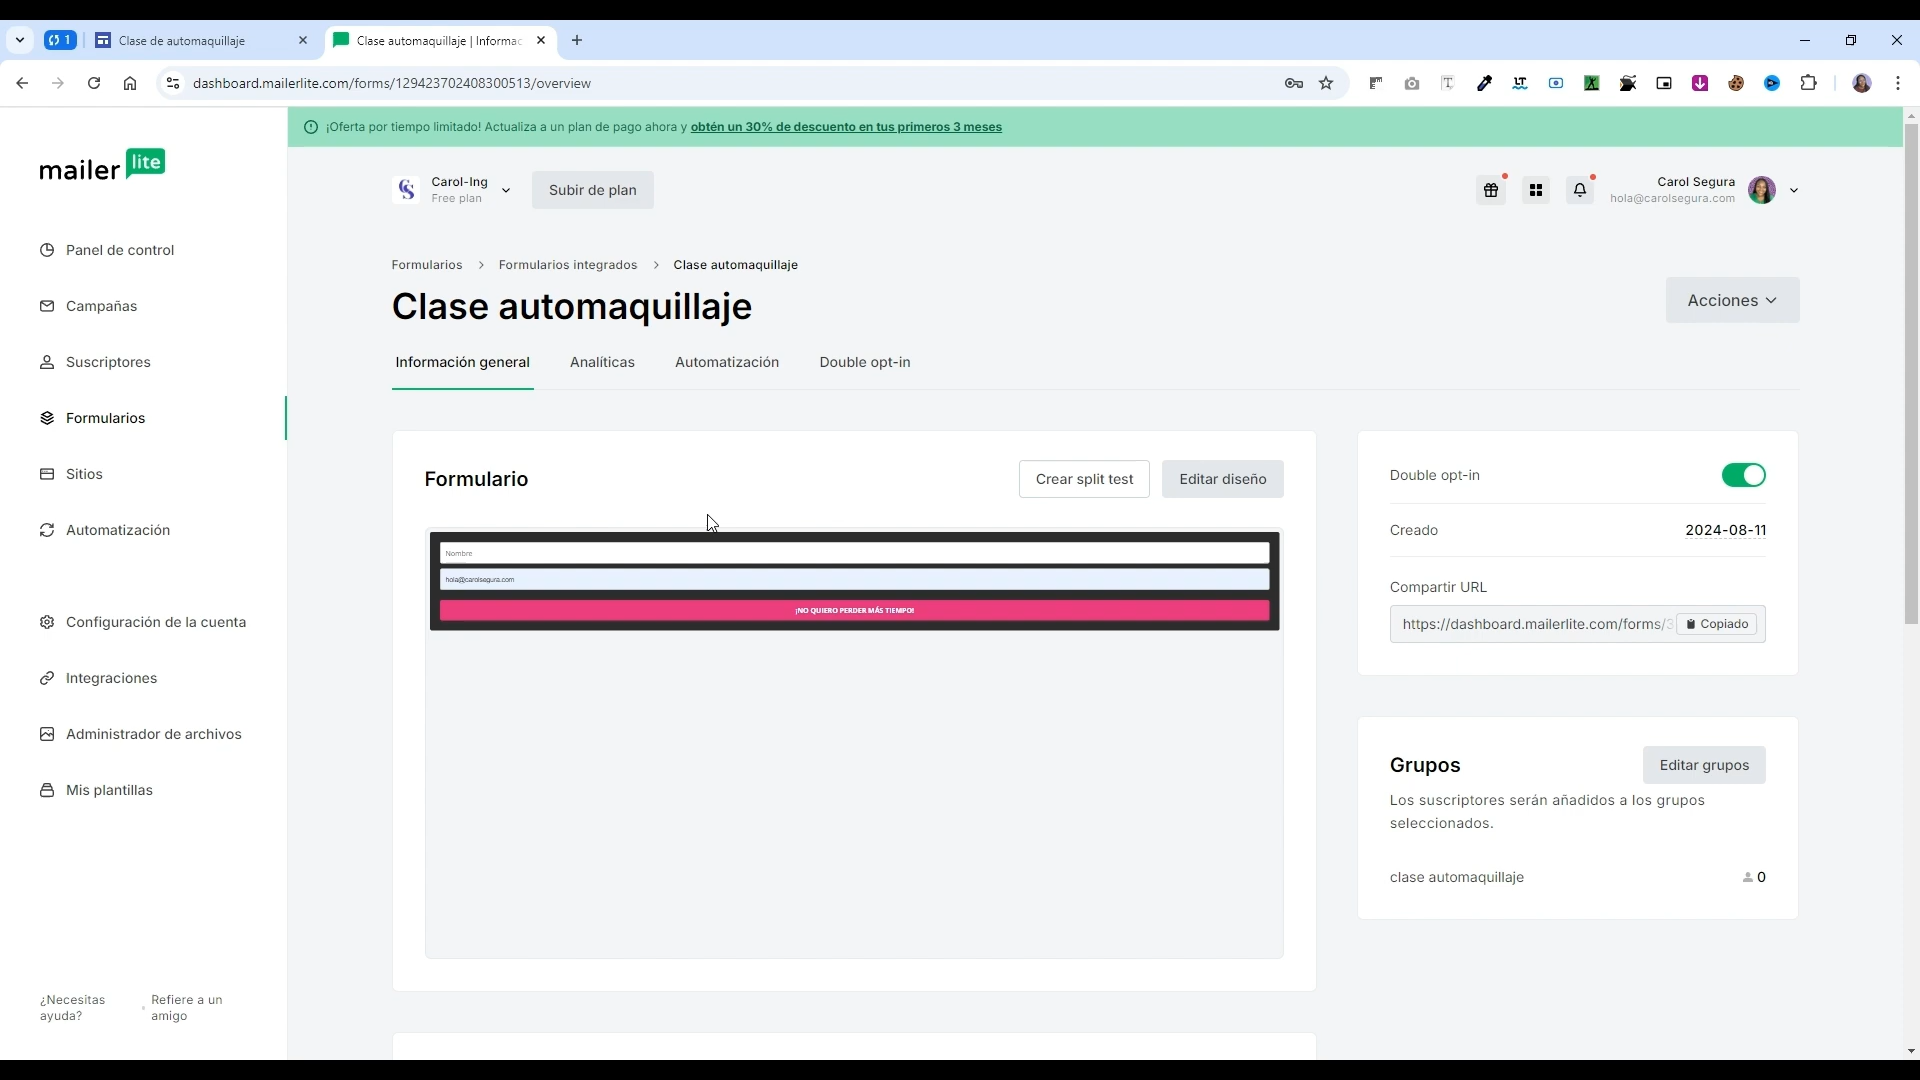 1
Clase de automaquillaje
Clase automaquillaje | Informac
dashboard.mailerlite.com/forms/129423702408300513/overview
¡Oferta por tiempo limitado! Actualiza a un plan de pago ahora y obtén un 30% de descuento en tus primeros 3 meses
mailer lite
Carol-Ing
Free plan
Subir de plan
Carol Segura
hola@carolsegura.com
Panel de control
Campañas
Suscriptores
Formularios
Sitios
Automatización
Configuración de la cuenta
Integraciones
Administrador de archivos
Mis plantillas
¿Necesitas ayuda?
Refiere a un amigo
Formularios > Formularios integrados > Clase automaquillaje
Clase automaquillaje
Acciones
Información general
Analíticas
Automatización
Double opt-in
Formulario
Crear split test
Editar diseño
Nombre
hola@carolsegura.com
¡NO QUIERO PERDER MÁS TIEMPO!
Double opt-in
Creado
2024-08-11
Compartir URL
https://dashboard.mailerlite.com/forms/3
Copiado
Grupos
Editar grupos
Los suscriptores serán añadidos a los grupos
seleccionados.
clase automaquillaje
0